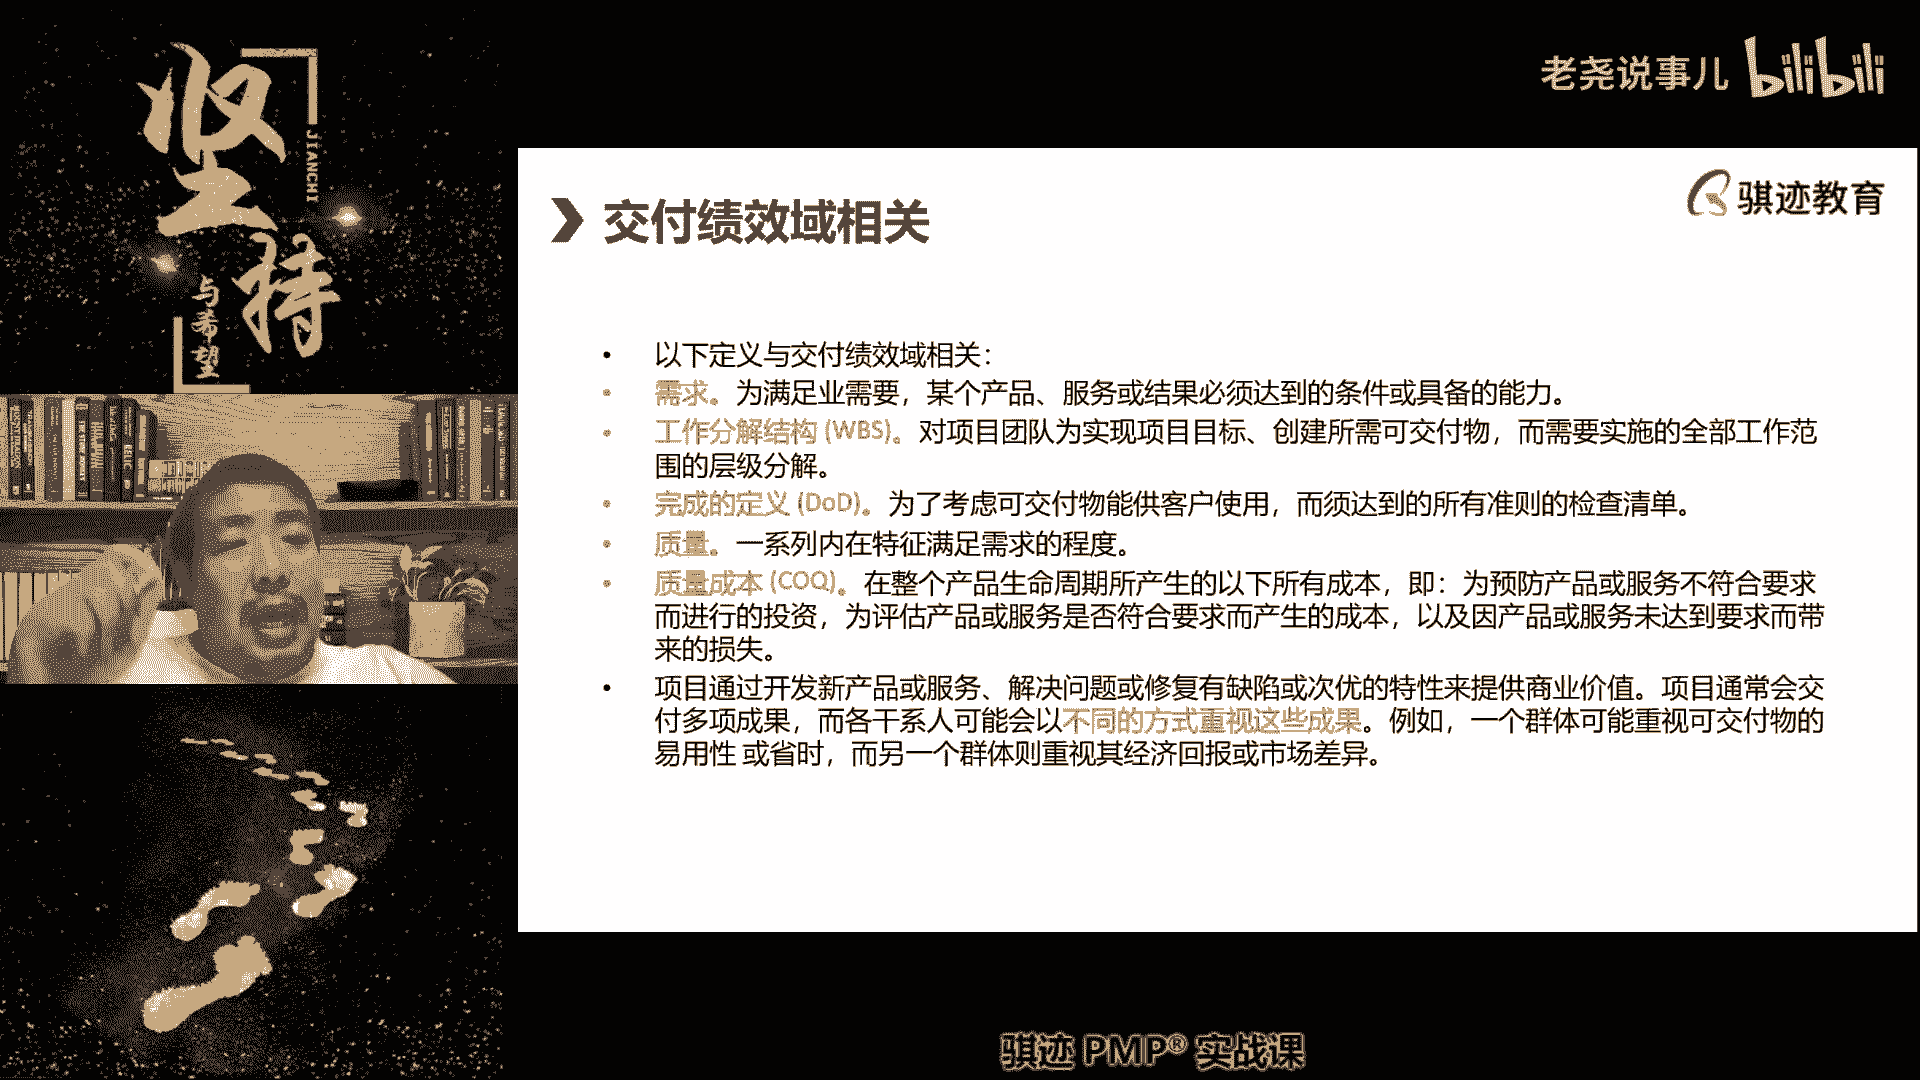 坚持
JIANCHI
与希望
老尧说事儿 bilibili
骐迹教育
交付绩效域相关
• 以下定义与交付绩效域相关：
• 需求。为满足业需要，某个产品、服务或结果必须达到的条件或具备的能力。
• 工作分解结构 (WBS)。对项目团队为实现项目目标、创建所需可交付物，而需要实施的全部工作范
围的层级分解。
• 完成的定义 (DoD)。为了考虑可交付物能供客户使用，而须达到的所有准则的检查清单。
• 质量。一系列内在特征满足需求的程度。
• 质量成本 (COQ)。在整个产品生命周期所产生的以下所有成本，即：为预防产品或服务不符合要求
而进行的投资，为评估产品或服务是否符合要求而产生的成本，以及因产品或服务未达到要求而带
来的损失。
• 项目通过开发新产品或服务、解决问题或修复有缺陷或次优的特性来提供商业价值。项目通常会交
付多项成果，而各干系人可能会以不同的方式重视这些成果。例如，一个群体可能重视可交付物的
易用性 或省时，而另一个群体则重视其经济回报或市场差异。
骐迹 PMP® 实战课